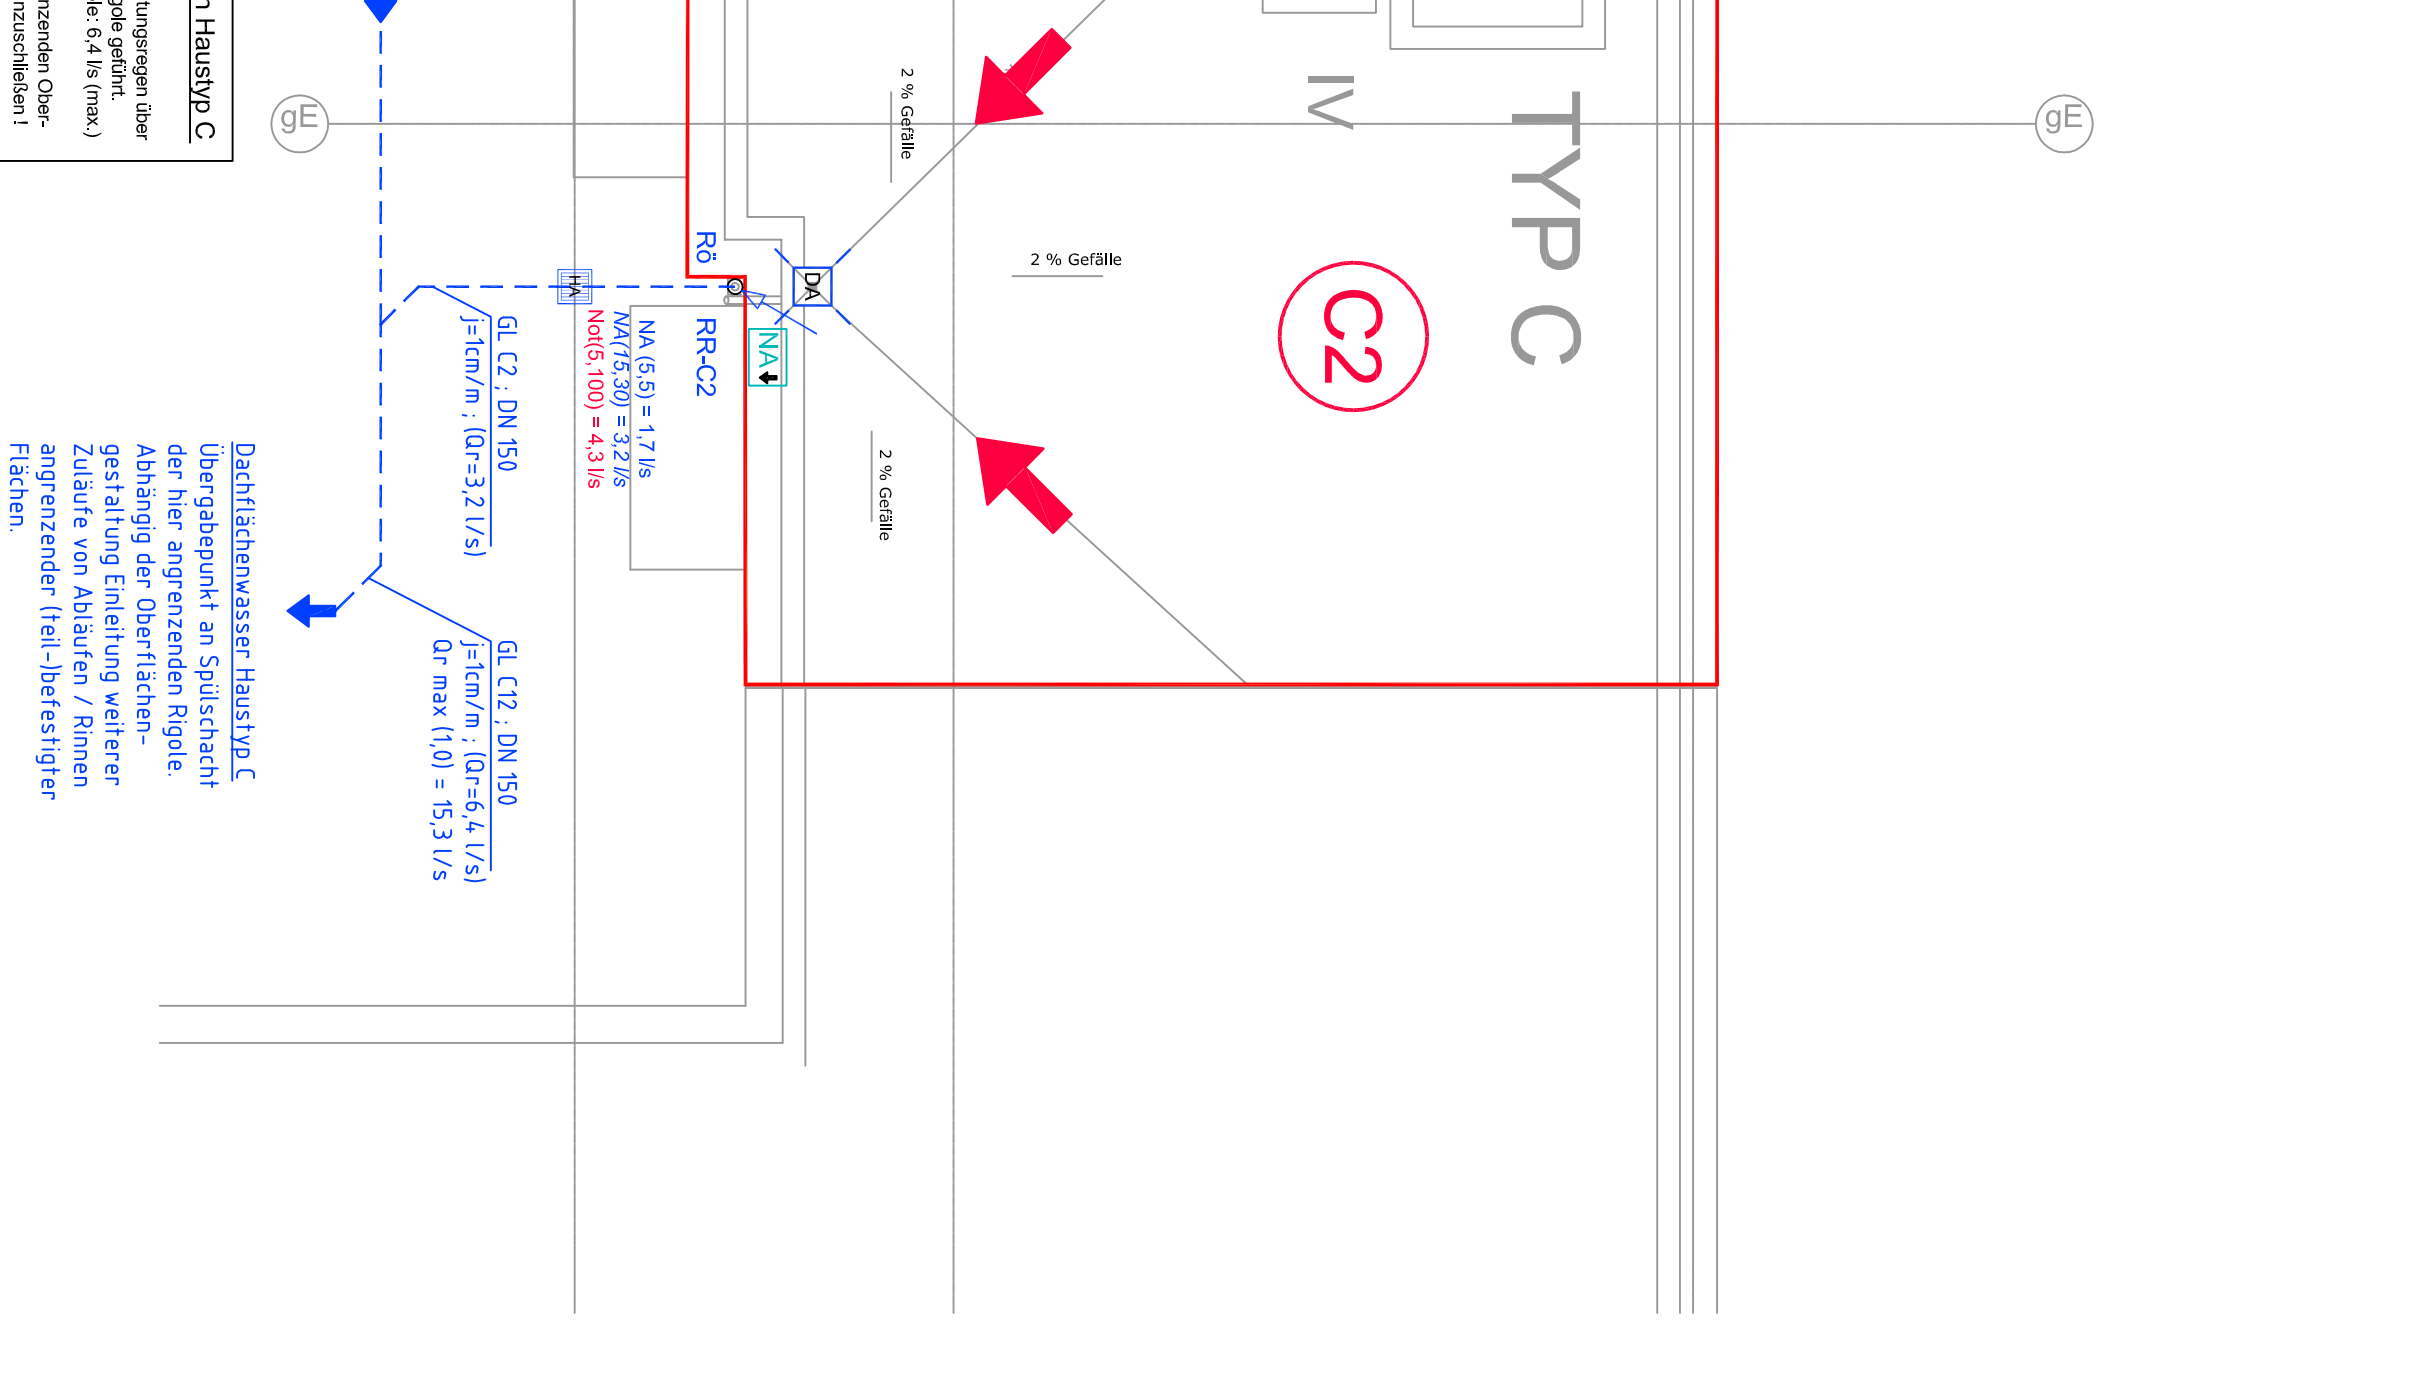 n Haustyp C
tungsregen über
gole geführt.
le: 6,4 l/s (max.)
nzenden Ober-
nzuschließen !
gE
gE
2 % Gefälle
2 % Gefälle
2 % Gefälle
IV
TYP C
C2
Rö
HA
DA
NA
RR-C2
NA (5,5) = 1,7 l/s
NA(15,30) = 3,2 l/s
Not(5,100) = 4,3 l/s
GL C2 ; DN 150
j=1cm/m ; (Qr=3,2 l/s)
GL C12 ; DN 150
j=1cm/m ; (Qr=6,4 l/s)
Qr max (1,0) = 15,3 l/s
Dachflächenwasser Haustyp C
Übergabepunkt an Spülschacht
der hier angrenzenden Rigole.
Abhängig der Oberflächen-
gestaltung Einleitung weiterer
Zuläufe von Abläufen / Rinnen
angrenzender (teil-)befestigter
Flächen.